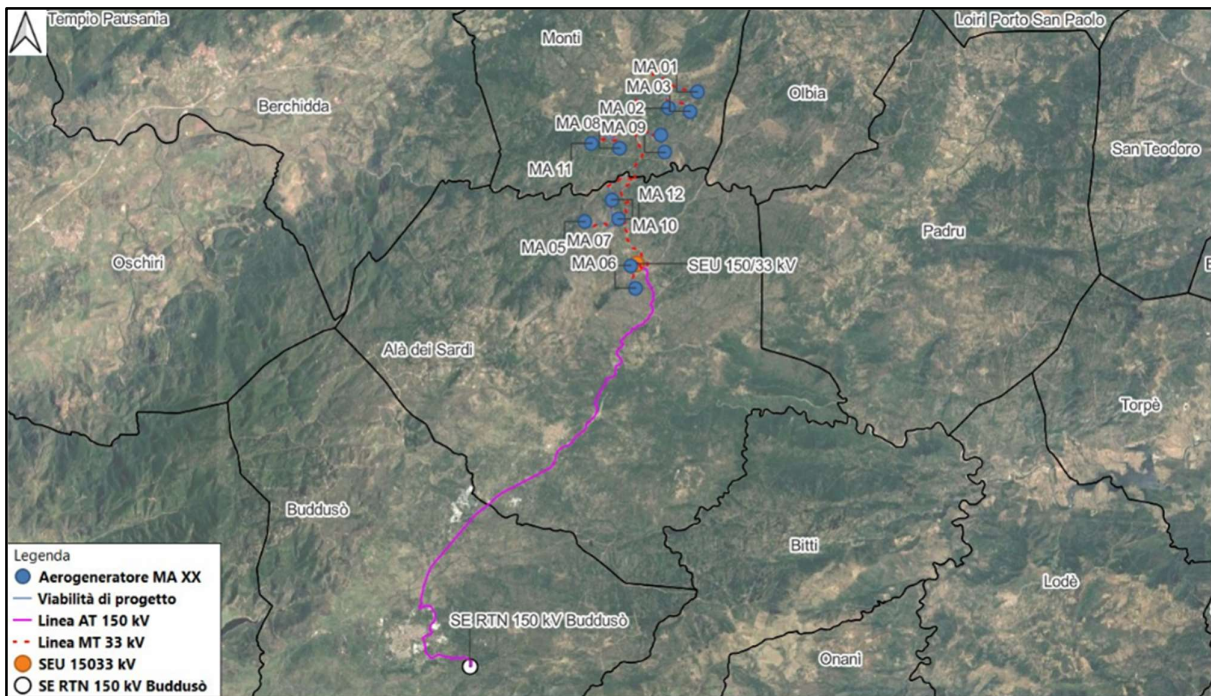 Tempio Pausania
Loiri Porto San Paolo
Monti
MA 01
MA 03
Berchidda
MA 02
Olbia
MA 08
MA 09
San Teodoro
MA 11
MA 12
MA 10
Padru
MA 05
MA 07
Oschiri
MA 06
SEU 150/33 kV
Alà dei Sardi
Torpè
Buddusò
Bitti
Lodè
SE RTN 150 kV Buddusò
Onanì
Legenda
Aerogeneratore MA XX
Viabilità di progetto
Linea AT 150 kV
Linea MT 33 kV
SEU 15033 kV
SE RTN 150 kV Buddusò